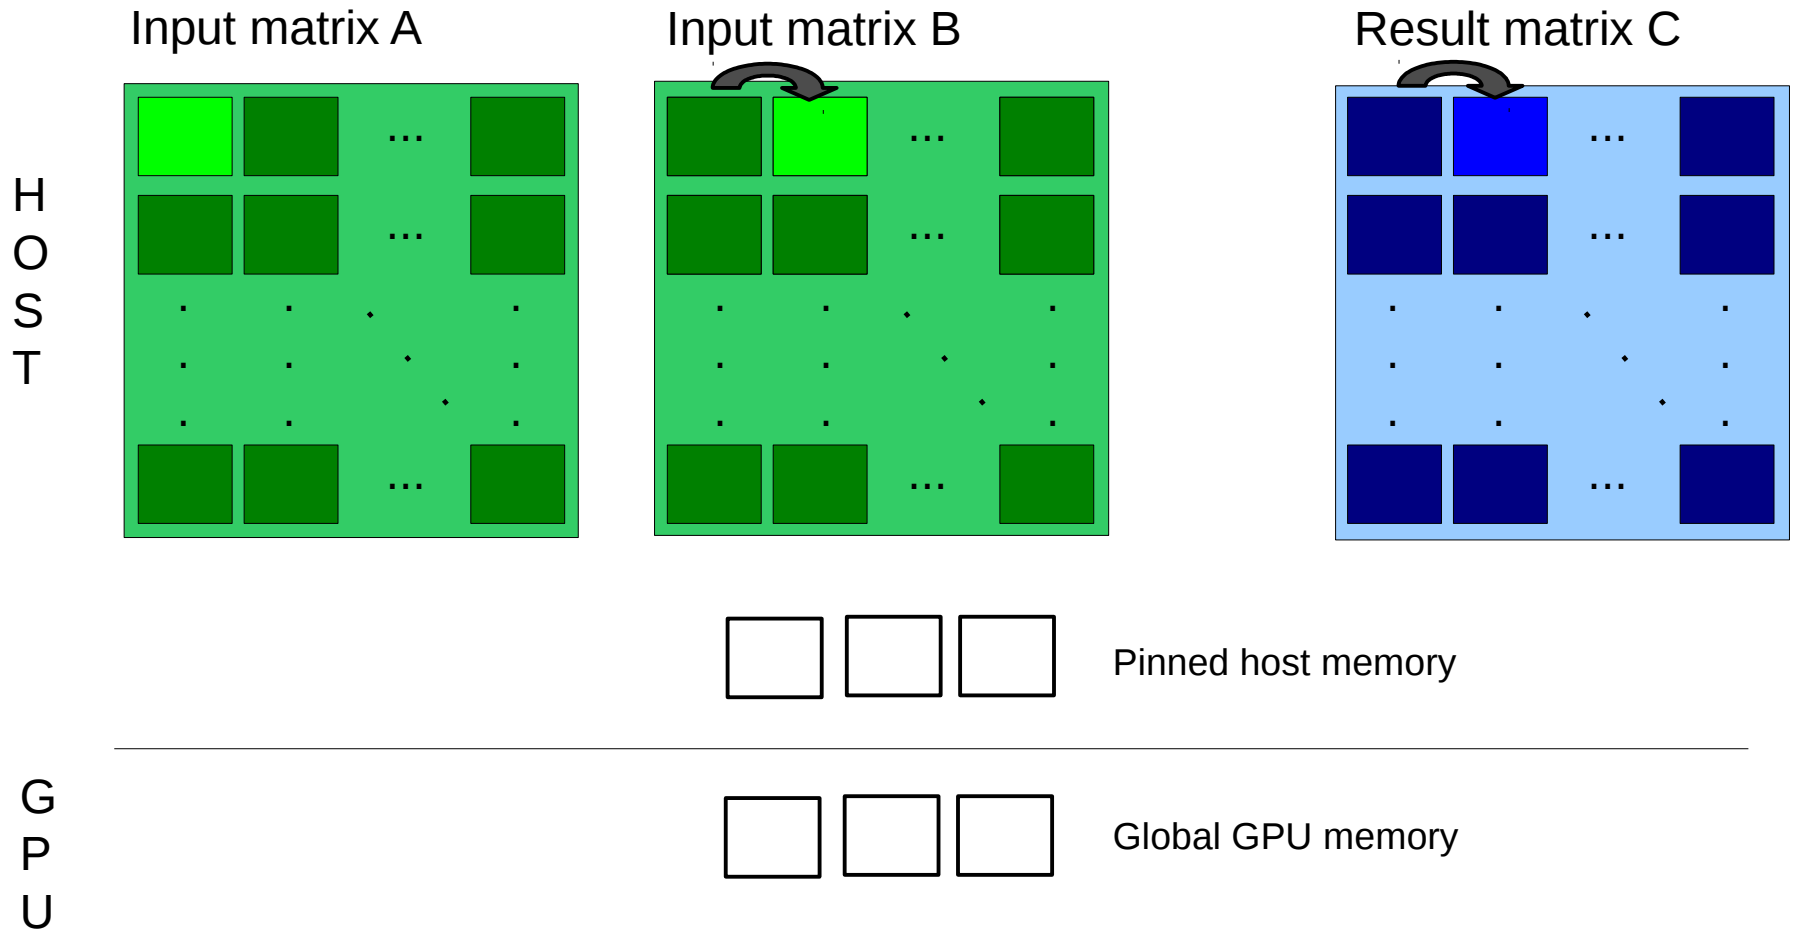 Input matrix A
Input matrix B
Result matrix C
H
O
S
T
...
...
...
...
...
...
...
...
...
Pinned host memory
G
P
U
Global GPU memory